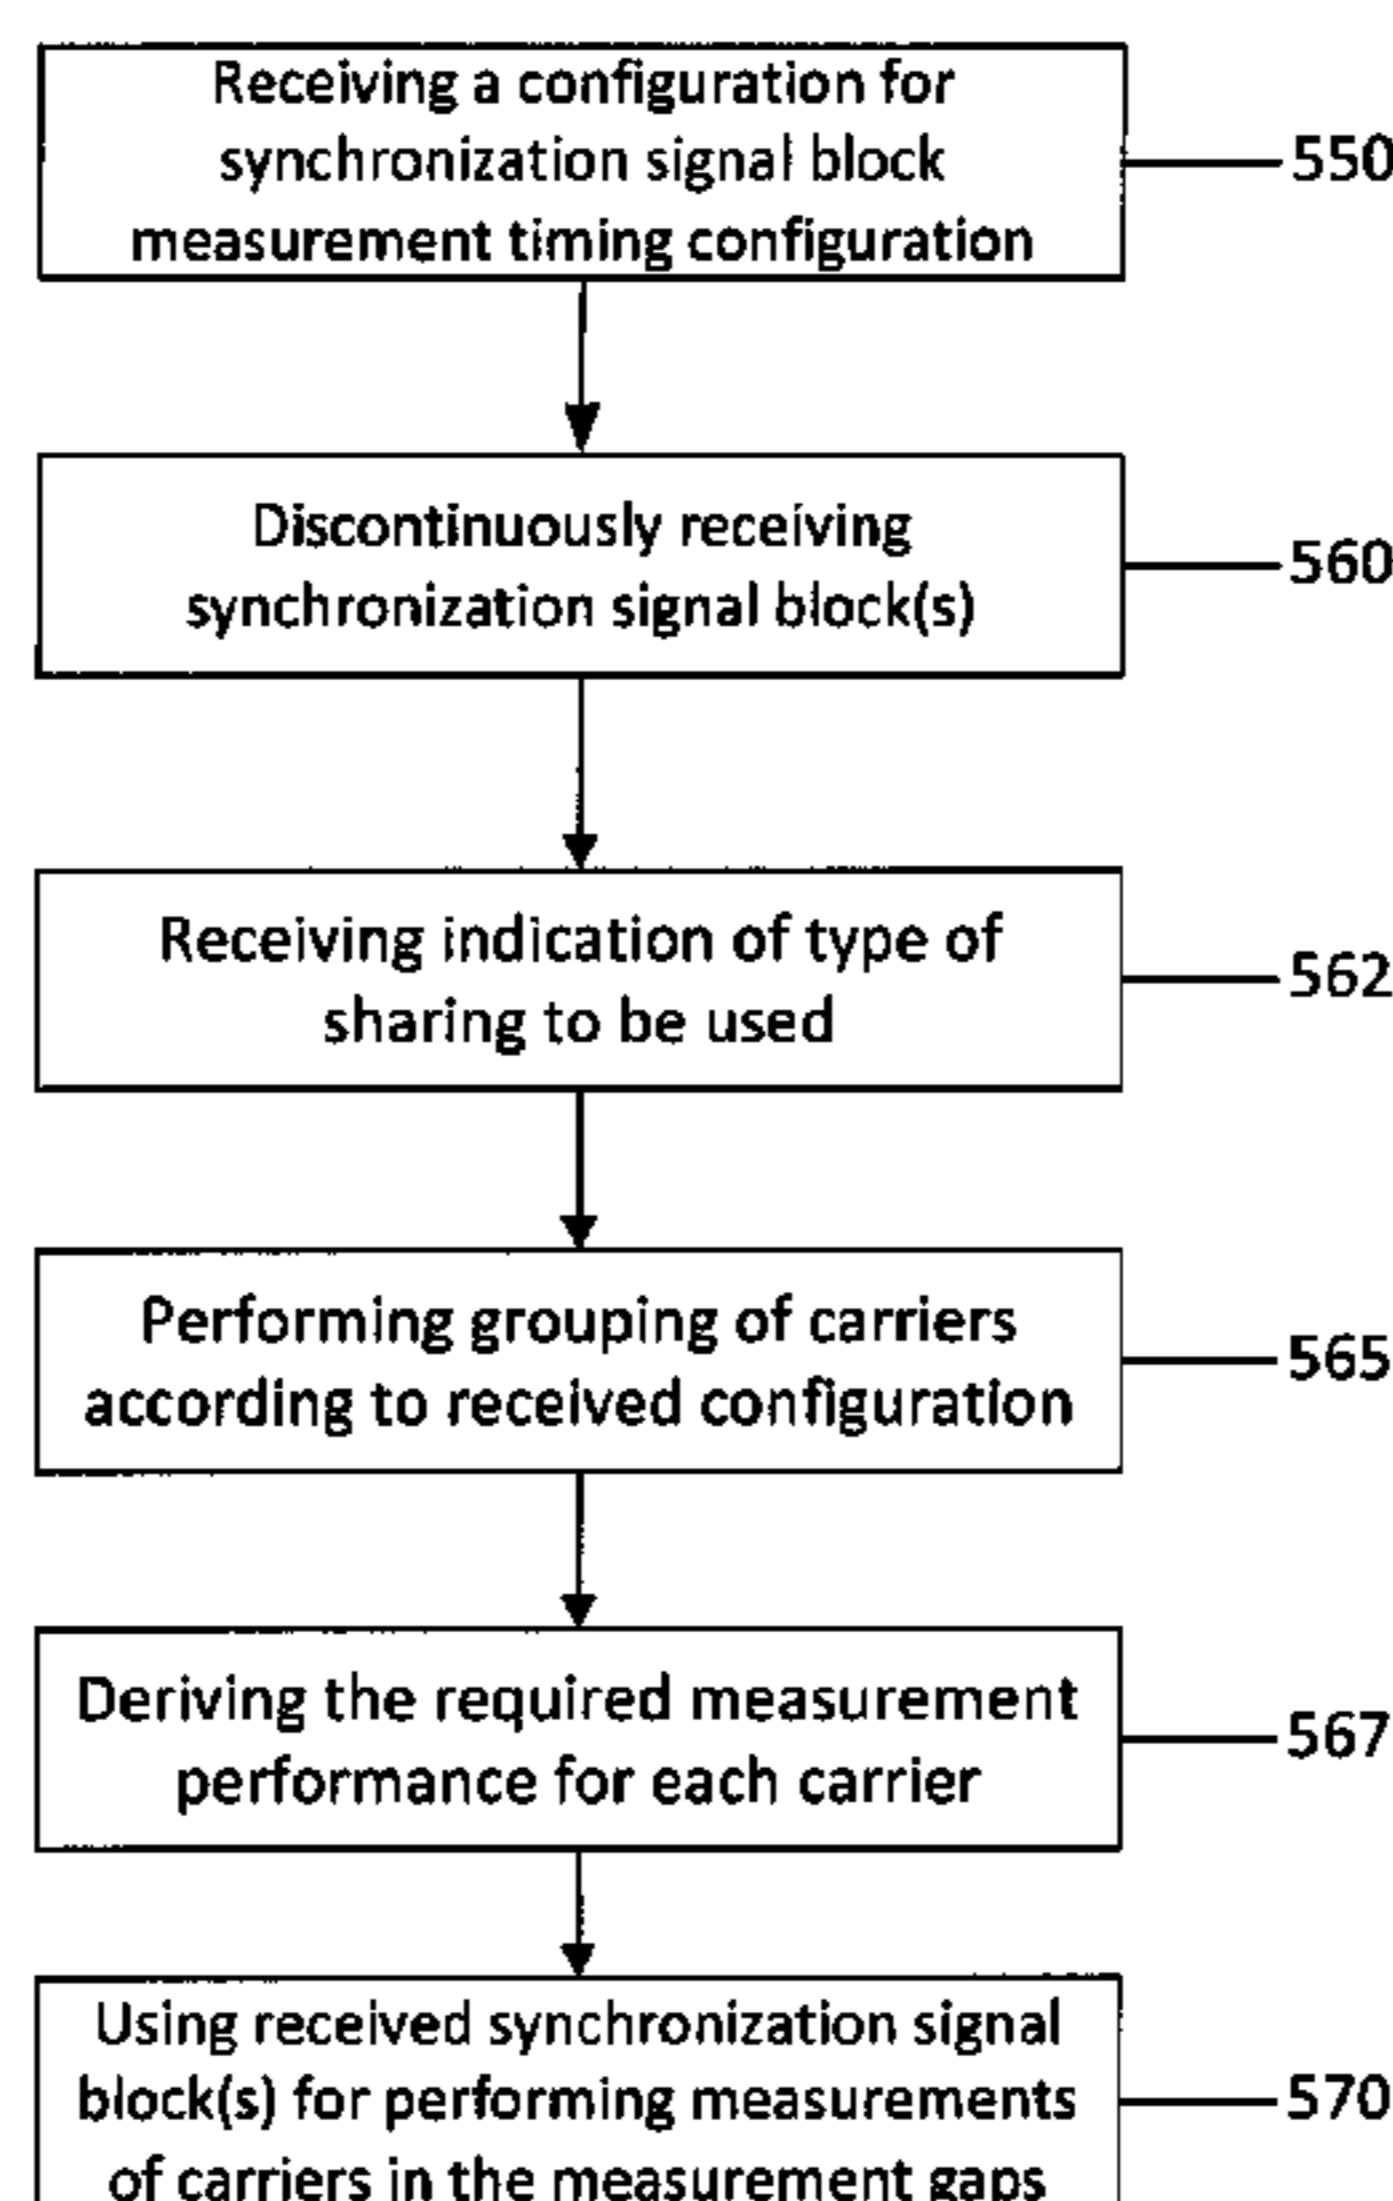 Receiving a configuration for
synchronization signal block
measurement timing configuration
550
Discontinuously receiving
synchronization signal block(s)
560
Receiving indication of type of
sharing to be used
562
Performing grouping of carriers
according to received configuration
565
Deriving the required measurement
performance for each carrier
567
Using received synchronization signal
block(s) for performing measurements
of carriers in the measurement gaps
570